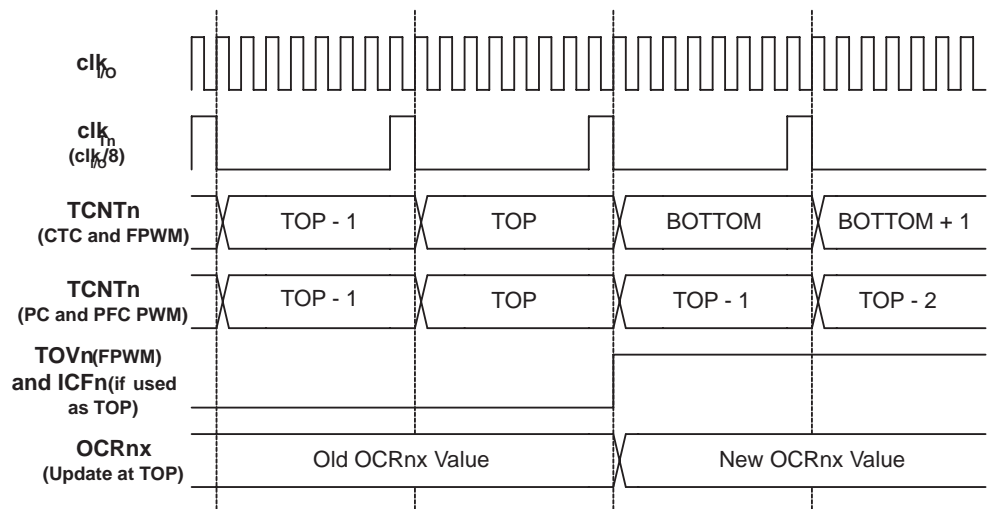 clkI/O
clkTn
(clkI/O/8)
TCNTn
(CTC and FPWM)
TOP - 1 TOP BOTTOM BOTTOM + 1
TCNTn
(PC and PFC PWM)
TOP - 1 TOP TOP - 1 TOP - 2
TOVn(FPWM)
and ICFn(if used
as TOP)
OCRnx
(Update at TOP)
Old OCRnx Value New OCRnx Value